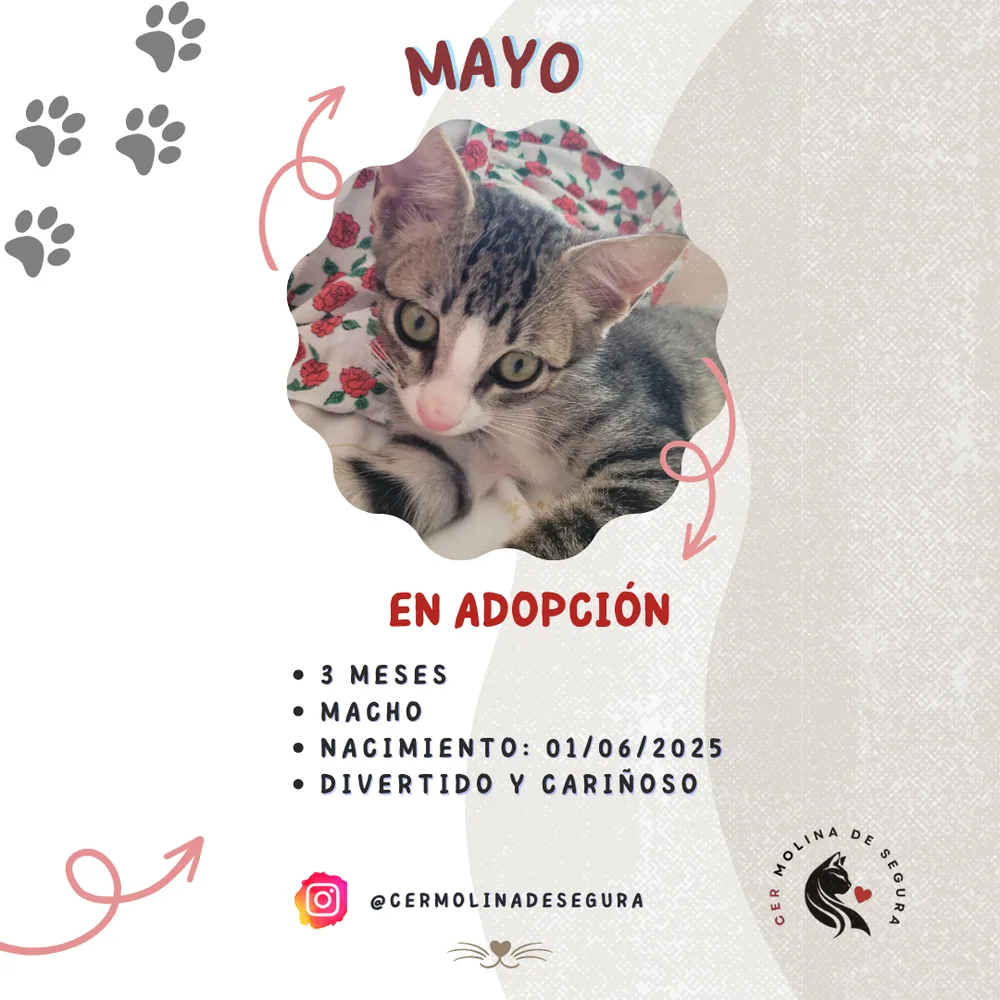 MAYO
EN ADOPCIÓN
• 3 MESES
• MACHO
• NACIMIENTO: 01/06/2025
• DIVERTIDO Y CARIÑOSO
@CERMOLINADESEGURA
CER MOLINA DE SEGURA